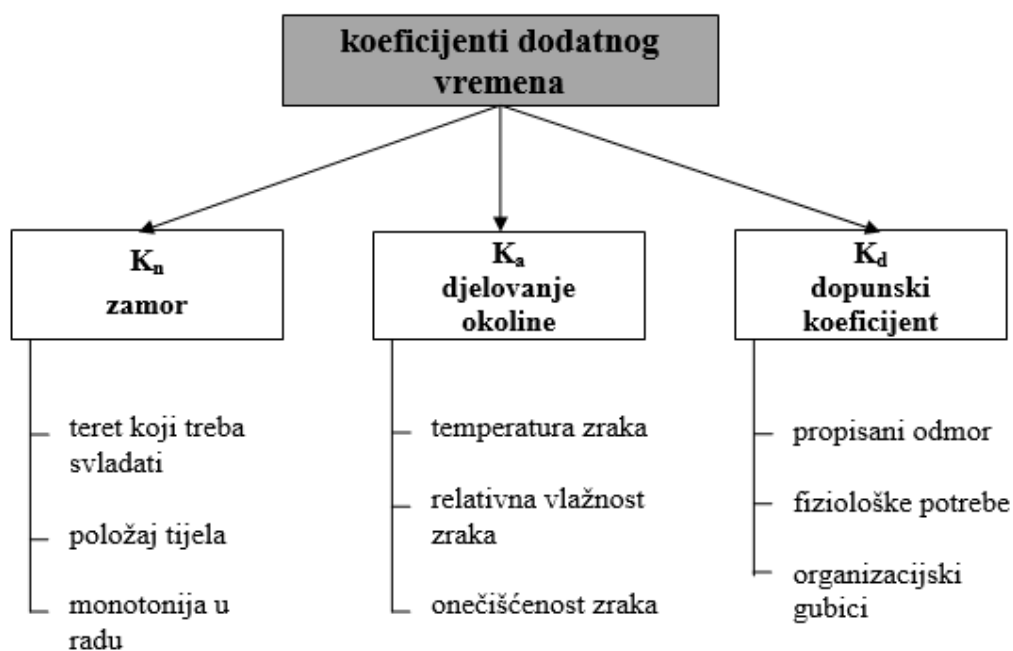 koeficijenti dodatnog
vremena
Kₙ
zamor
teret koji treba
svladati
položaj tijela
monotonija u
radu
Kₐ
djelovanje
okoline
temperatura zraka
relativna vlažnost
zraka
onečišćenost zraka
K_d
dopunski
koeficijent
propisani odmor
fiziološke potrebe
organizacijski
gubici